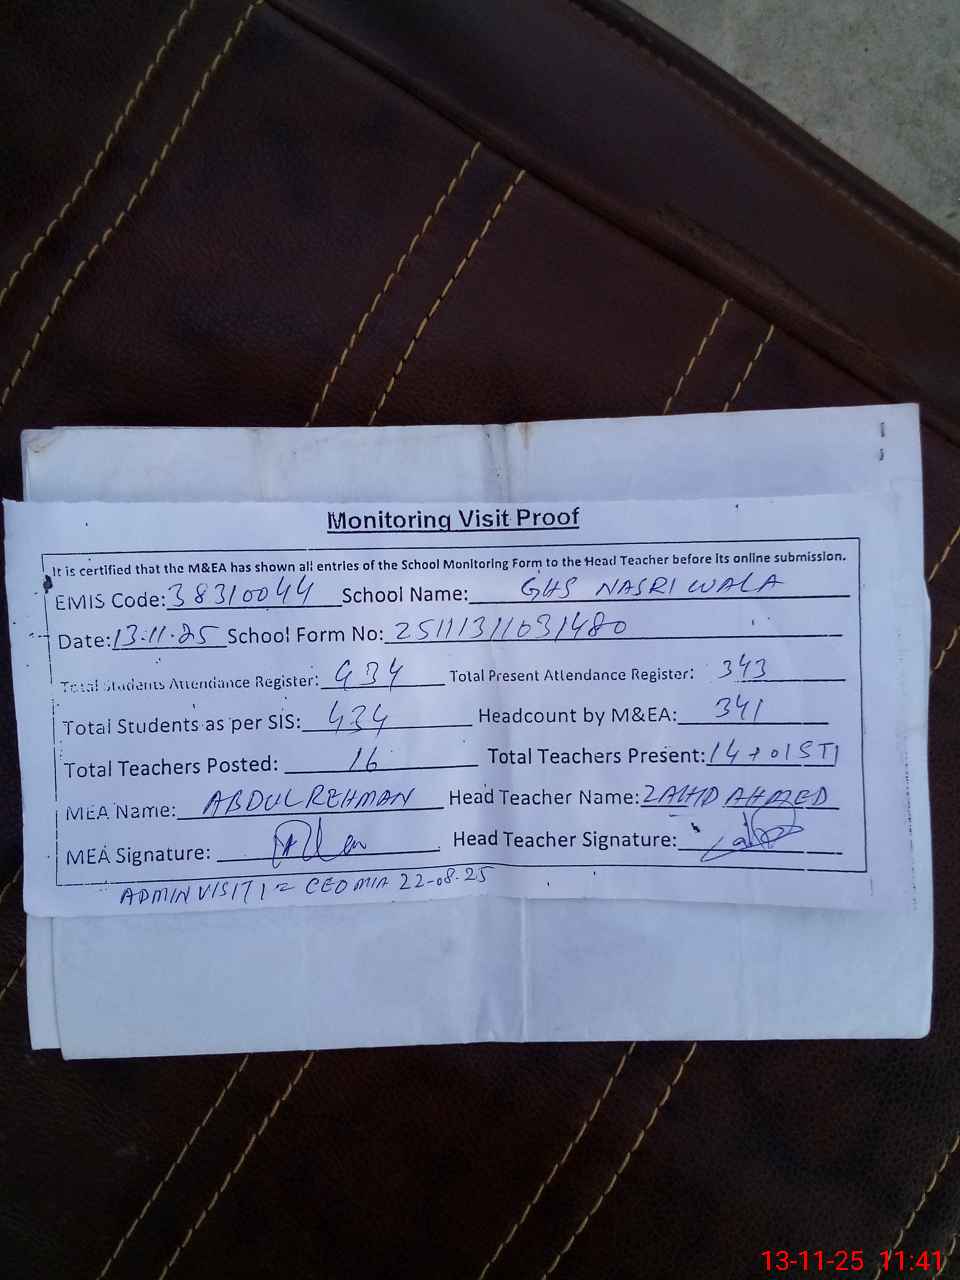 Monitoring Visit Proof
It is certified that the M&EA has shown all entries of the School Monitoring Form to the Head Teacher before its online submission.
EMIS Code: 38310044 School Name: GHS NASRI WALA
Date: 13.11.25 School Form No: 25111311031480
Total Students Attendance Register: 434 Total Present Attendance Register: 343
Total Students as per SIS: 434 Headcount by M&EA: 341
Total Teachers Posted: 16 Total Teachers Present: 14+01STI
MEA Name: ABDUL REHMAN Head Teacher Name: ZAHID AHMED
MEA Signature: Head Teacher Signature:
ADMIN VISIT 1 = CEO MIA 22-08-25
13-11-25 11:41